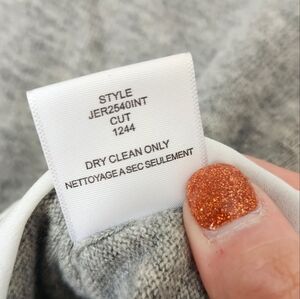 STYLE
JER2540INT
CUT
1244
DRY CLEAN ONLY
NETTOYAGE A SEC SEULEMENT